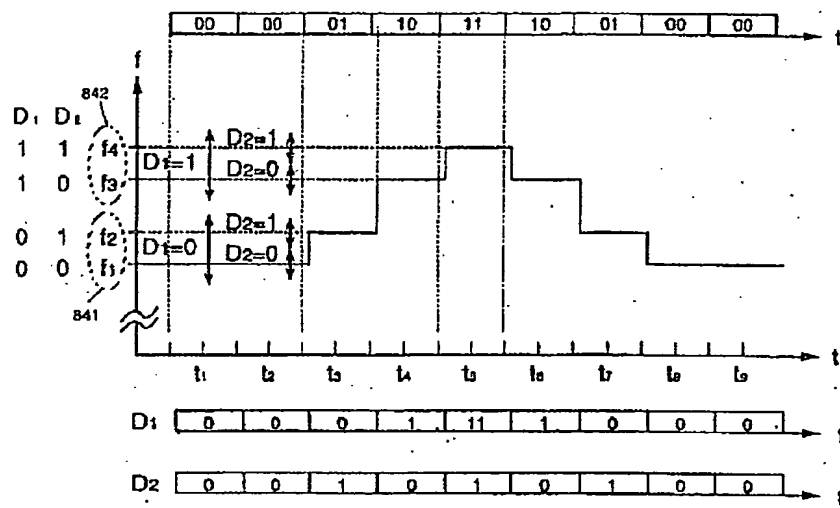 00 00 01 10 11 10 01 00 00 t
f
842
D1 D2
1 1 f4 D1=1 D2=1
1 0 f3 D2=0
0 1 f2 D1=0 D2=1
0 0 f1 D2=0
841
t
t1 t2 t3 t4 t5 t6 t7 t8 t9
D1 0 0 0 1 11 1 0 0 0 t
D2 0 0 1 0 1 0 1 0 0 t